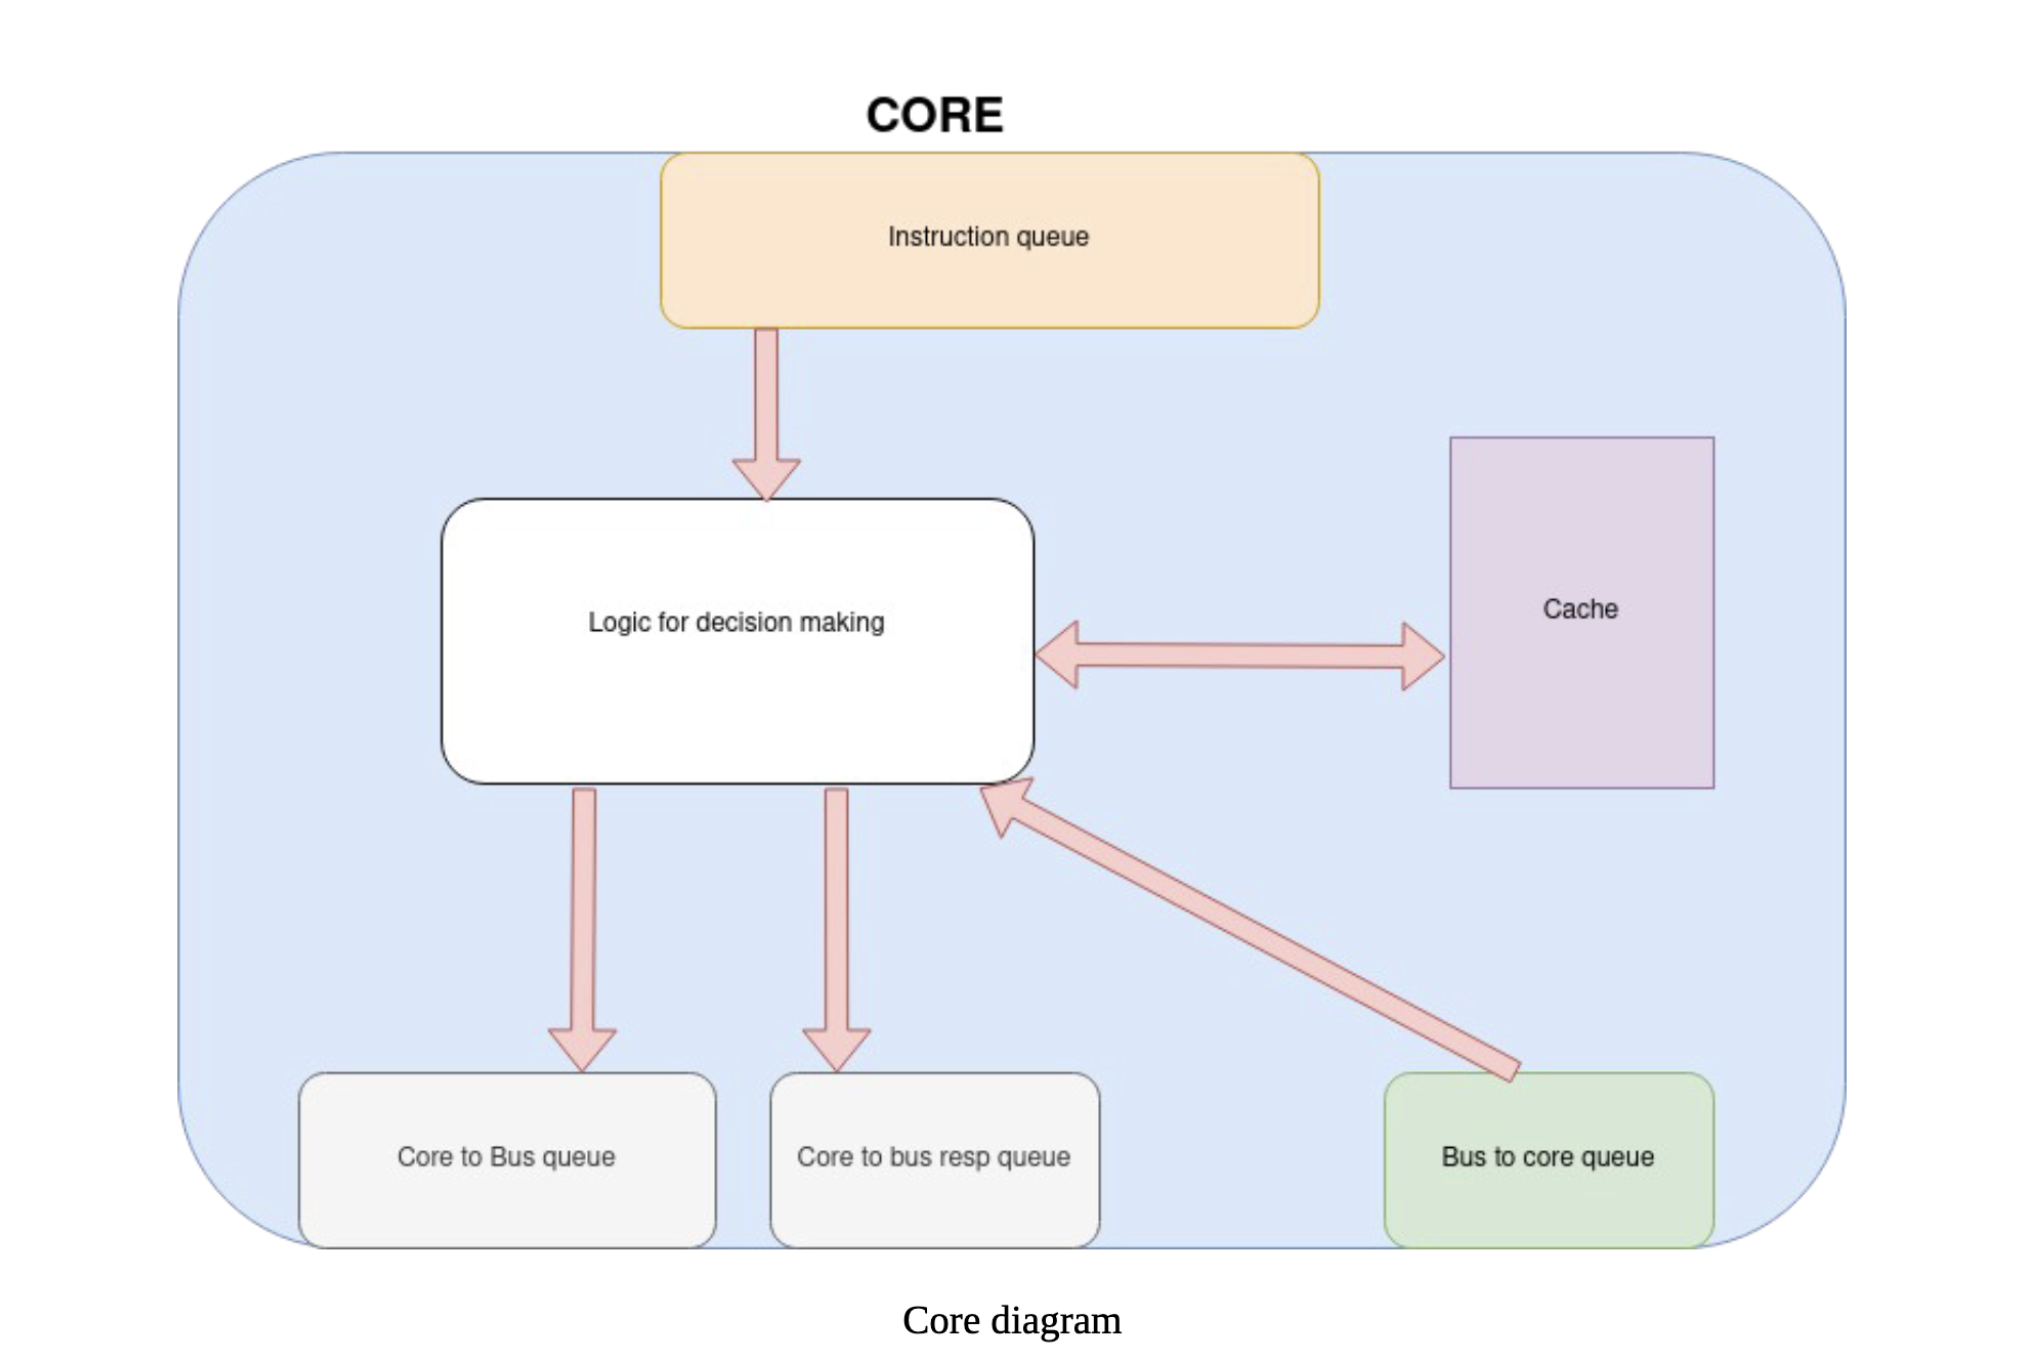 CORE
Instruction queue
Logic for decision making
Cache
Core to Bus queue
Core to bus resp queue
Bus to core queue
Core diagram